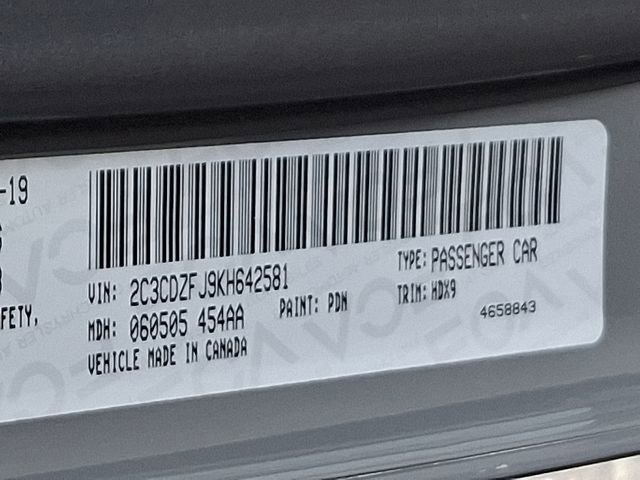 -19
VIN: 2C3CDZFJ9KH642581
TYPE: PASSENGER CAR
MDH: 060505 454AA
PAINT: PDN
TRIM: HDX9
4658843
FETY,
VEHICLE MADE IN CANADA